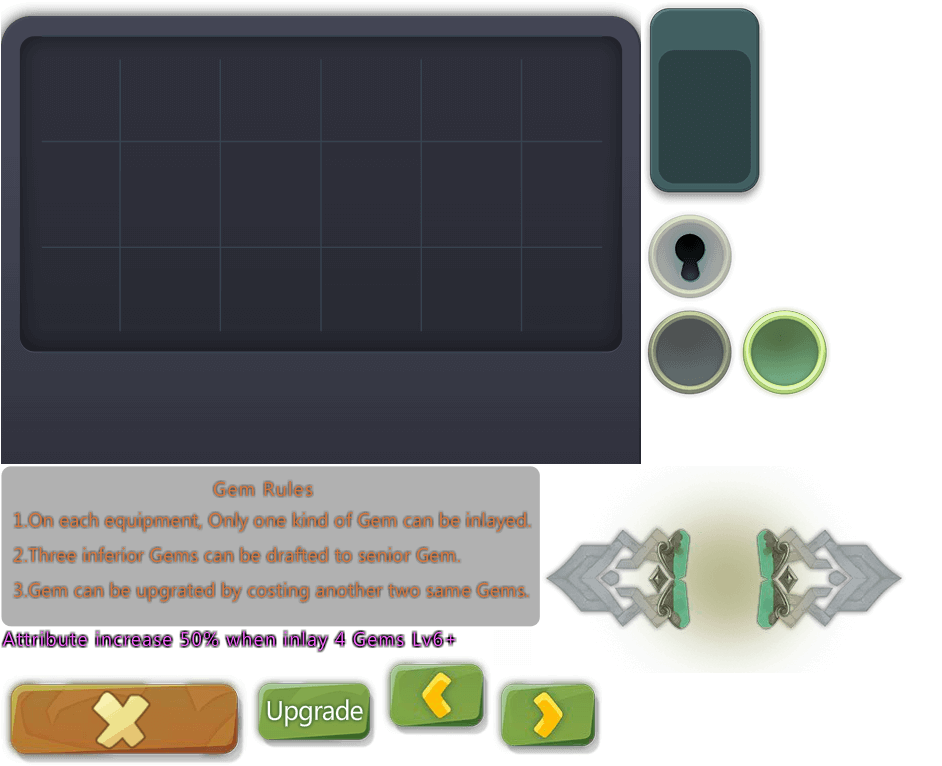 Gem Rules
1.On each equipment, Only one kind of Gem can be inlayed.
2.Three inferior Gems can be drafted to senior Gem.
3.Gem can be upgrated by costing another two same Gems.
Attribute increase 50% when inlay 4 Gems Lv6+
Upgrade